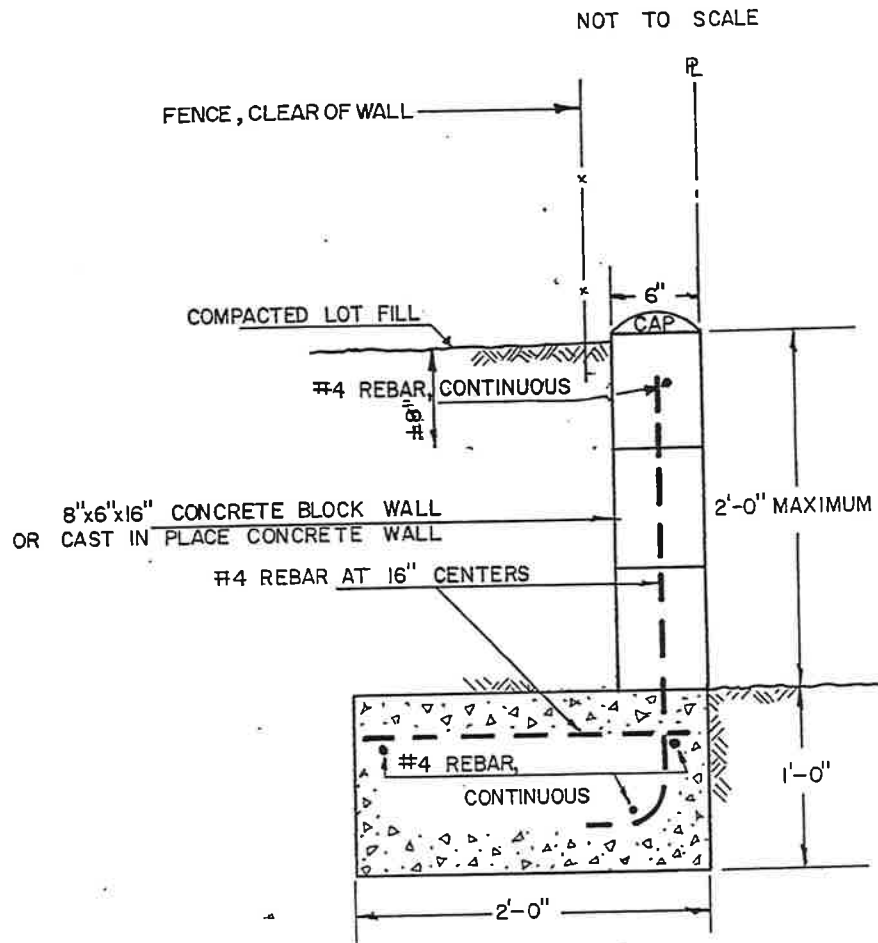 NOT TO SCALE
PL
FENCE, CLEAR OF WALL
6"
CAP
COMPACTED LOT FILL
#4 REBAR, CONTINUOUS
8"x6"x16" CONCRETE BLOCK WALL
OR CAST IN PLACE CONCRETE WALL
2'-0" MAXIMUM
#4 REBAR AT 16" CENTERS
#4 REBAR,
CONTINUOUS
1'-0"
2'-0"